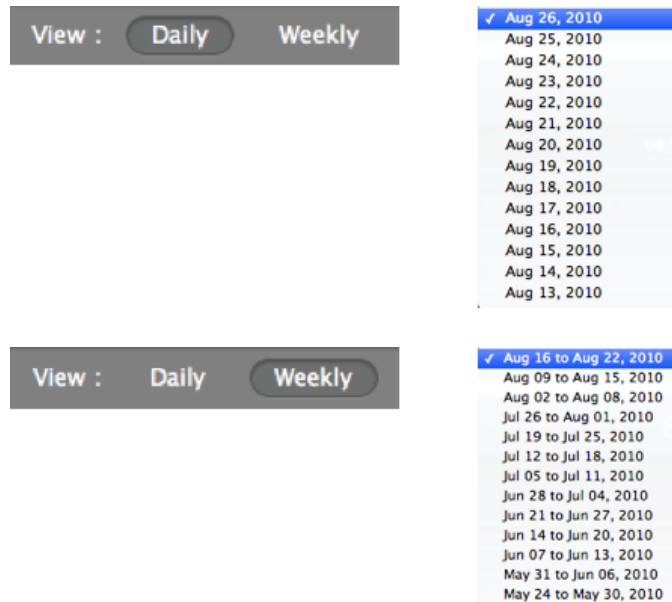 View : Daily Weekly
✓ Aug 26, 2010
Aug 25, 2010
Aug 24, 2010
Aug 23, 2010
Aug 22, 2010
Aug 21, 2010
Aug 20, 2010
Aug 19, 2010
Aug 18, 2010
Aug 17, 2010
Aug 16, 2010
Aug 15, 2010
Aug 14, 2010
Aug 13, 2010
View : Daily Weekly
✓ Aug 16 to Aug 22, 2010
Aug 09 to Aug 15, 2010
Aug 02 to Aug 08, 2010
Jul 26 to Aug 01, 2010
Jul 19 to Jul 25, 2010
Jul 12 to Jul 18, 2010
Jul 05 to Jul 11, 2010
Jun 28 to Jul 04, 2010
Jun 21 to Jun 27, 2010
Jun 14 to Jun 20, 2010
Jun 07 to Jun 13, 2010
May 31 to Jun 06, 2010
May 24 to May 30, 2010